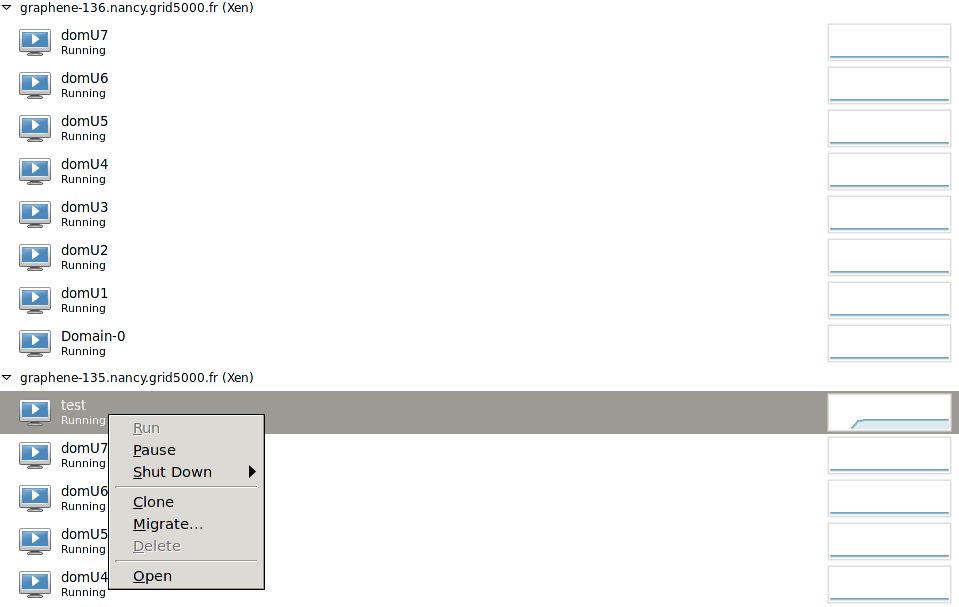 graphene-136.nancy.grid5000.fr (Xen)
domU7
Running
domU6
Running
domU5
Running
domU4
Running
domU3
Running
domU2
Running
domU1
Running
Domain-0
Running
graphene-135.nancy.grid5000.fr (Xen)
test
Running
Run
Pause
Shut Down
Clone
Migrate...
Delete
Open
domU7
Running
domU6
Running
domU5
Running
domU4
Running